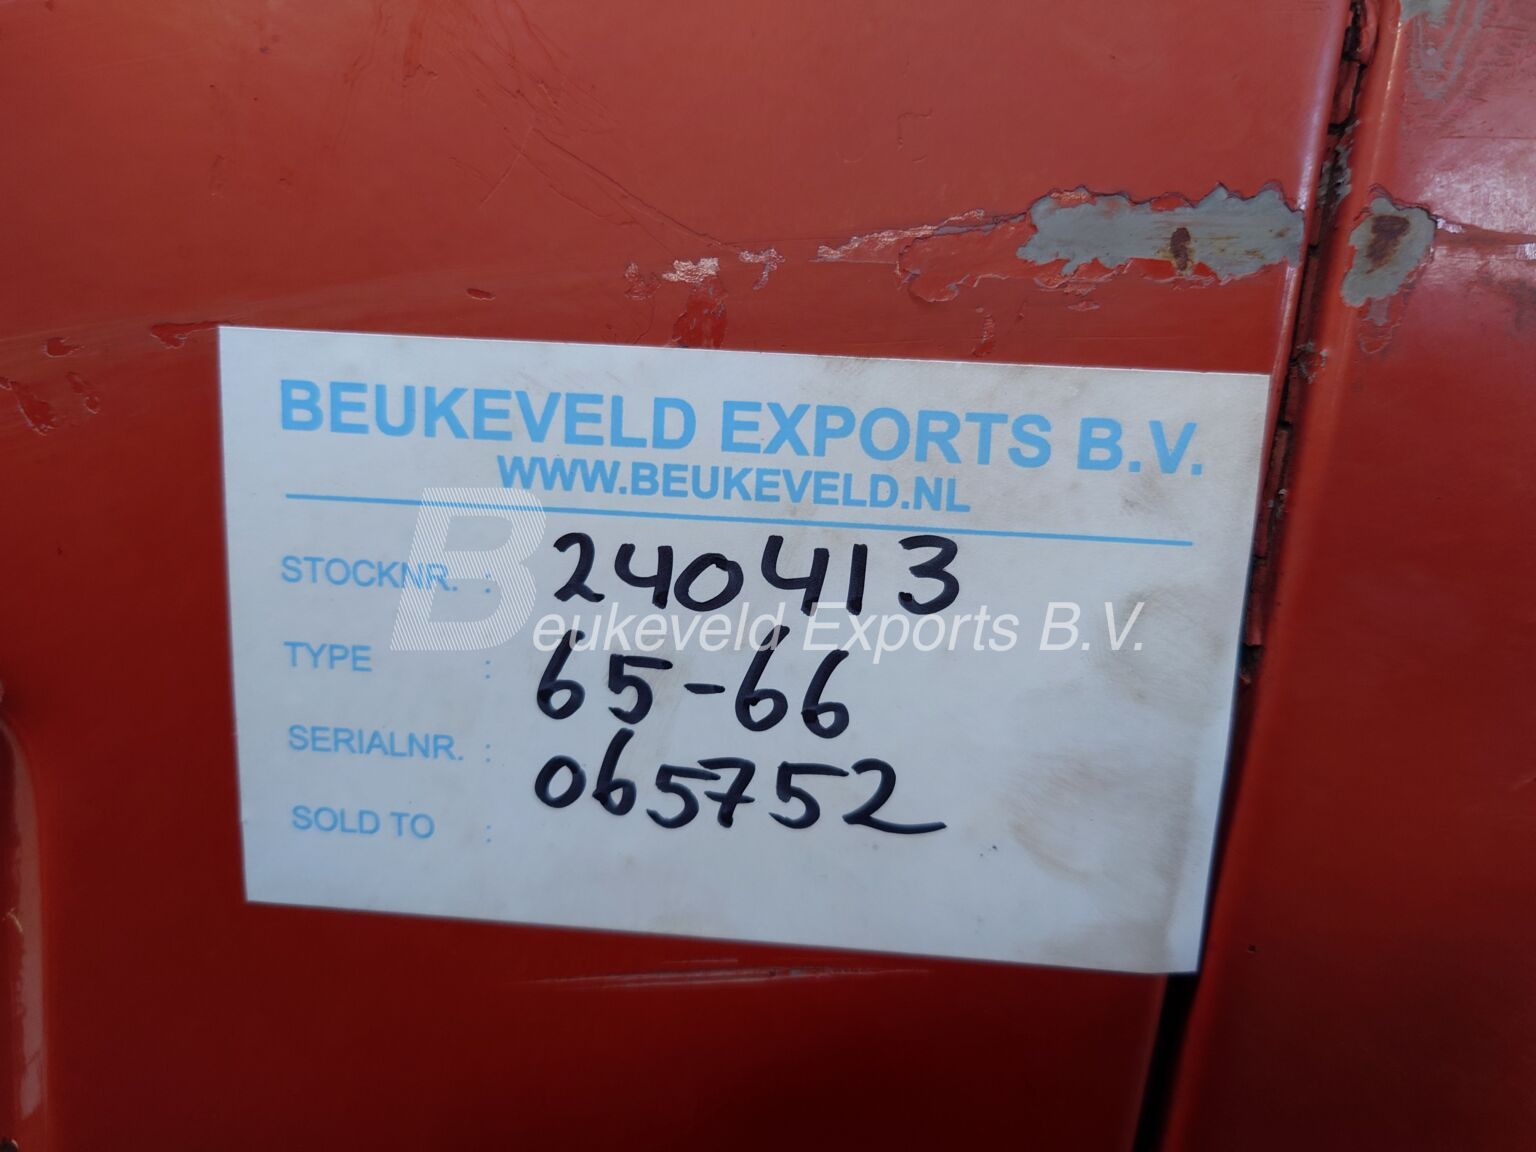 BEUKEVELD EXPORTS B.V.
WWW.BEUKEVELD.NL
STOCKNR. : 240413
Beukeveld Exports B.V.
TYPE : 65-66
SERIALNR. : 065752
SOLD TO :